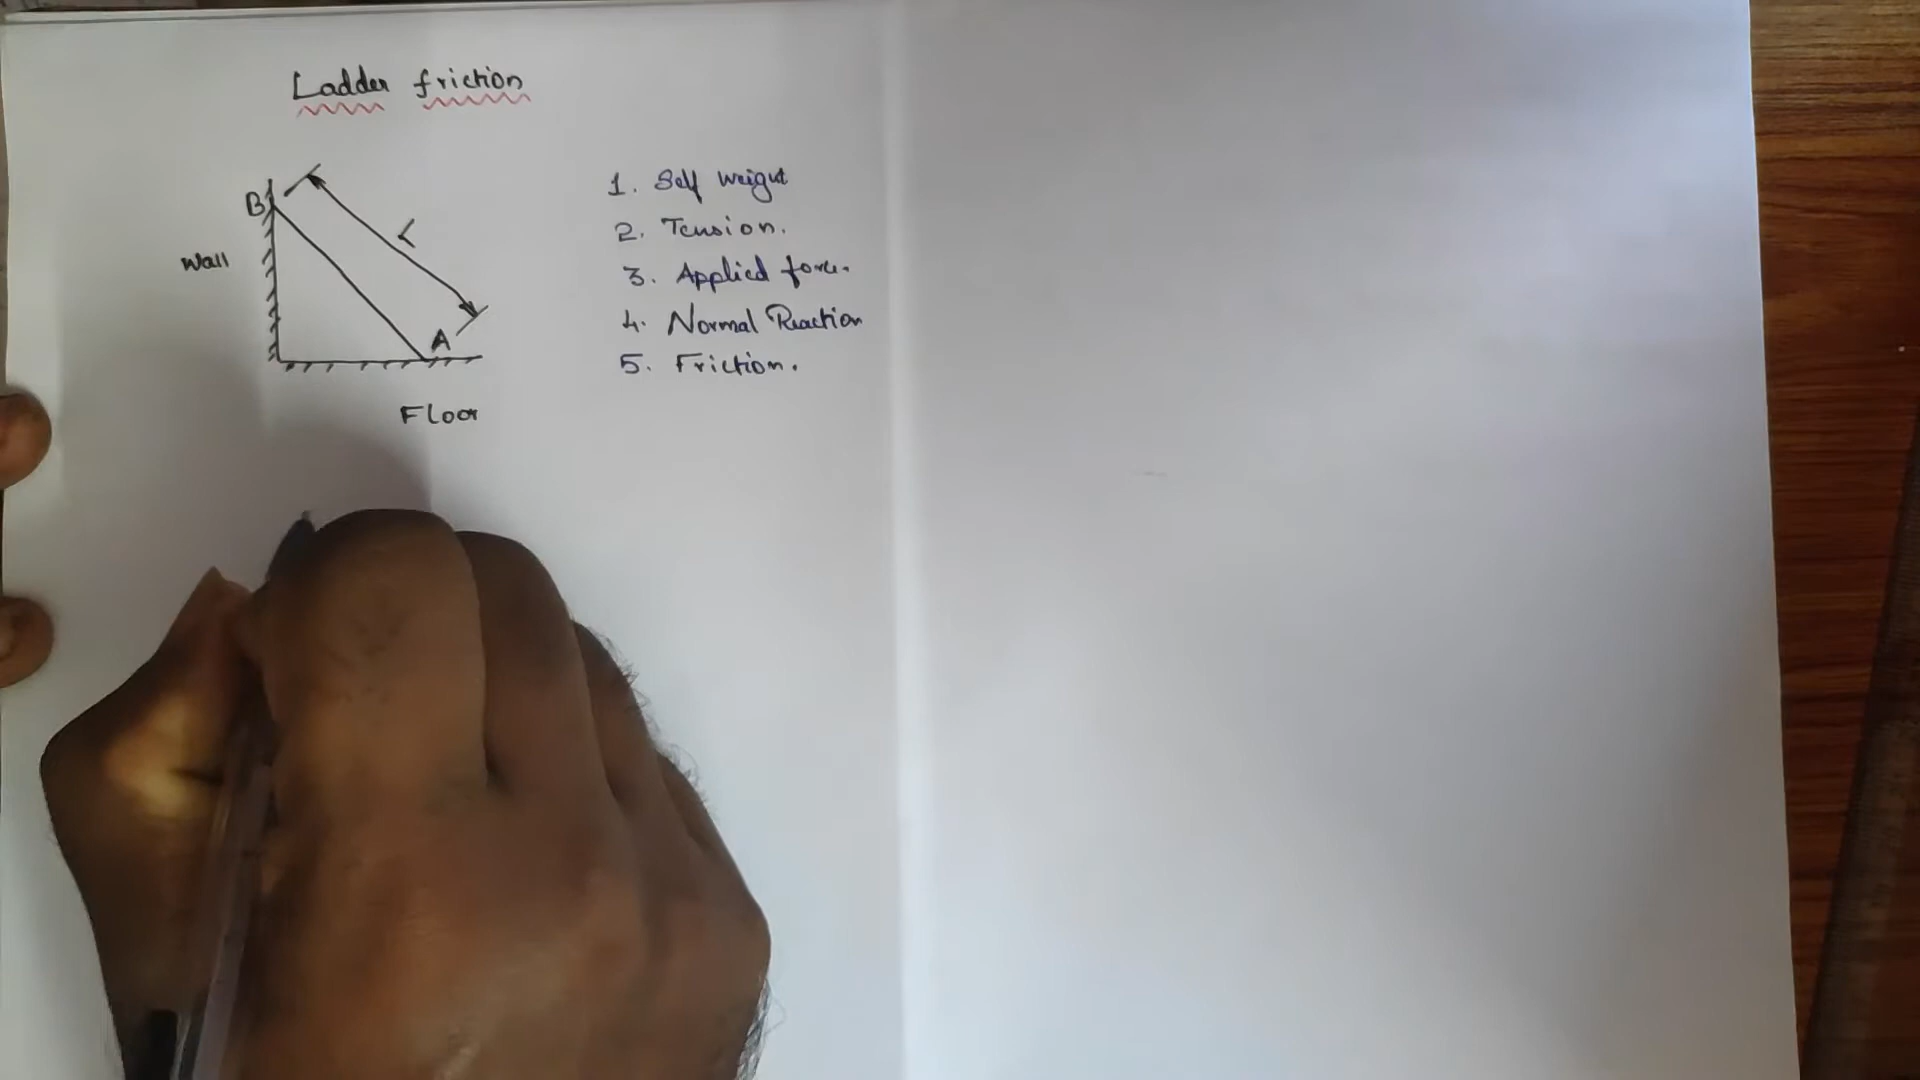 Ladder friction
B
L
Wall
A
Floor
1. Self weight
2. Tension.
3. Applied force.
4. Normal Reaction
5. Friction.